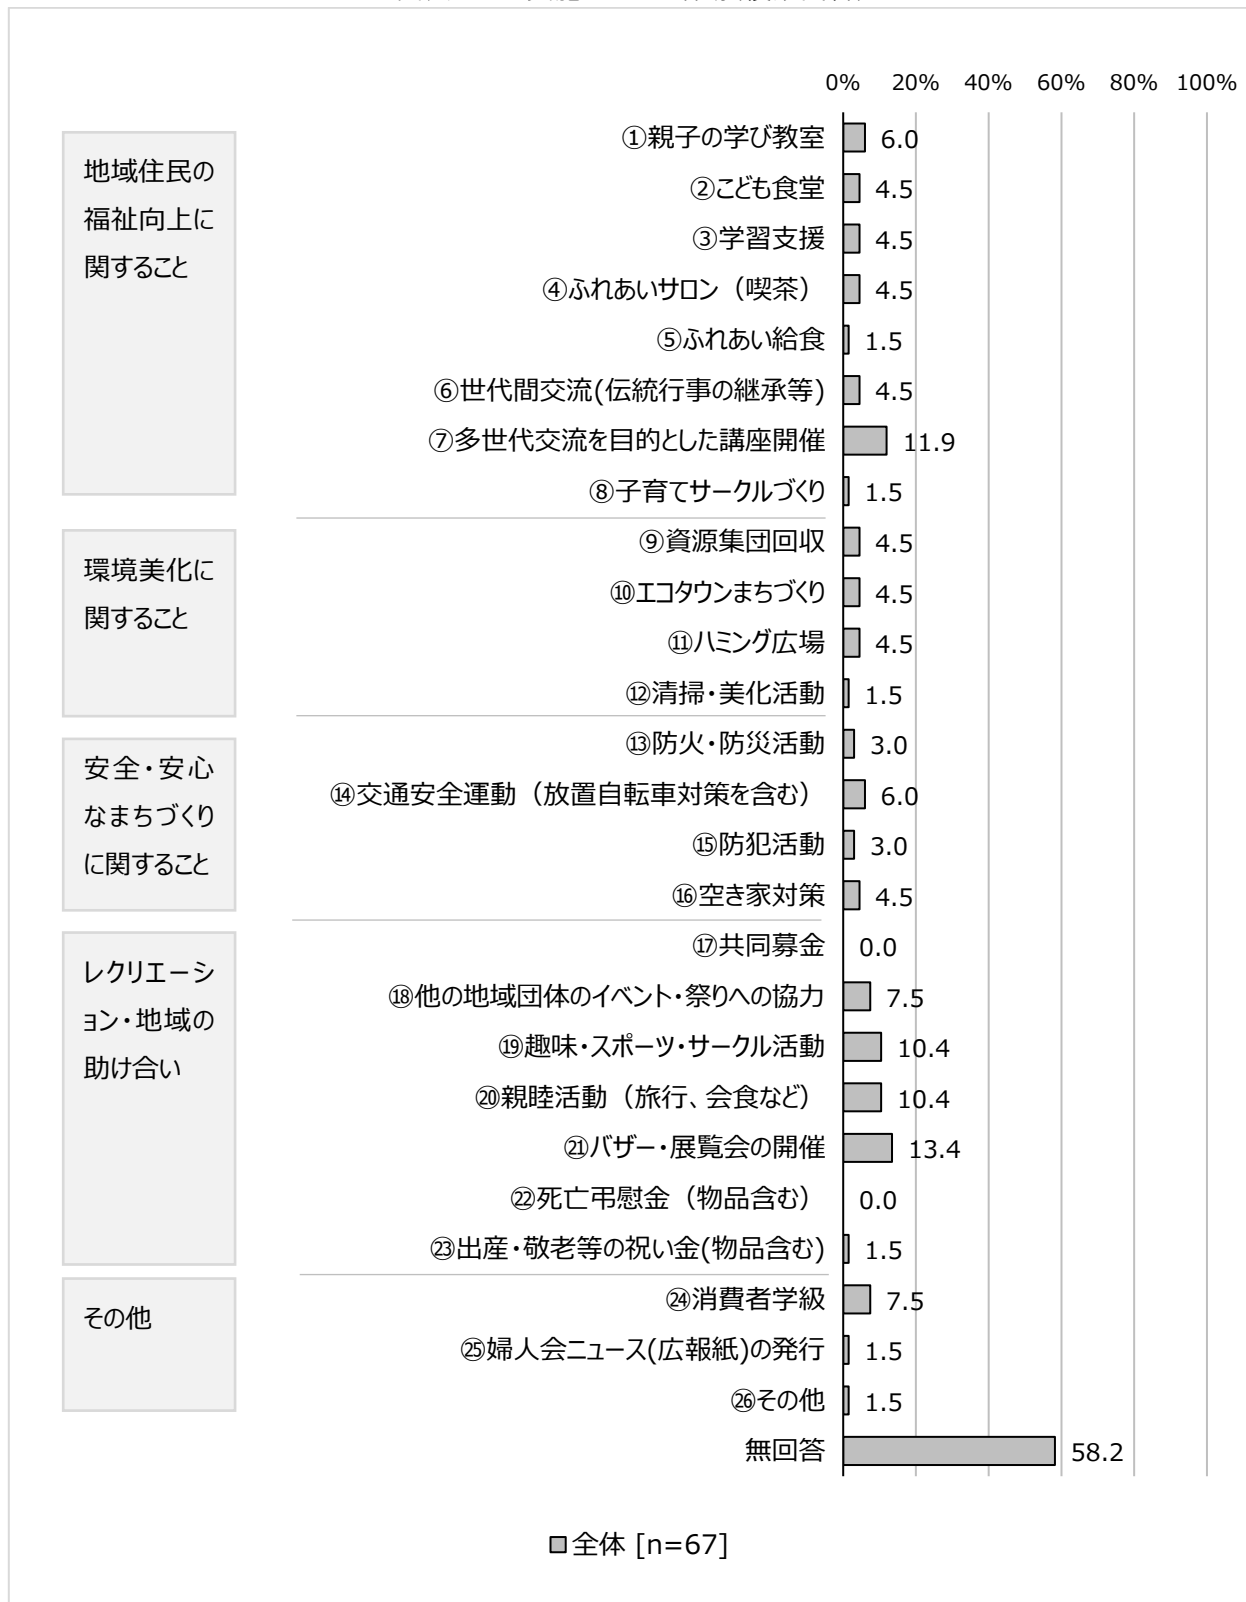 0% 20% 40% 60% 80% 100%
地域住民の
福祉向上に
関すること
①親子の学び教室 6.0
②こども食堂 4.5
③学習支援 4.5
④ふれあいサロン（喫茶） 4.5
⑤ふれあい給食 1.5
⑥世代間交流(伝統行事の継承等) 4.5
⑦多世代交流を目的とした講座開催 11.9
⑧子育てサークルづくり 1.5
環境美化に
関すること
⑨資源集団回収 4.5
⑩エコタウンまちづくり 4.5
⑪ハミング広場 4.5
⑫清掃・美化活動 1.5
安全・安心
なまちづくり
に関すること
⑬防火・防災活動 3.0
⑭交通安全運動（放置自転車対策を含む） 6.0
⑮防犯活動 3.0
⑯空き家対策 4.5
レクリエーシ
ョン・地域の
助け合い
⑰共同募金 0.0
⑱他の地域団体のイベント・祭りへの協力 7.5
⑲趣味・スポーツ・サークル活動 10.4
⑳親睦活動（旅行、会食など） 10.4
㉑バザー・展覧会の開催 13.4
㉒死亡弔慰金（物品含む） 0.0
㉓出産・敬老等の祝い金(物品含む) 1.5
その他
㉔消費者学級 7.5
㉕婦人会ニュース(広報紙)の発行 1.5
㉖その他 1.5
無回答 58.2
全体 [n=67]